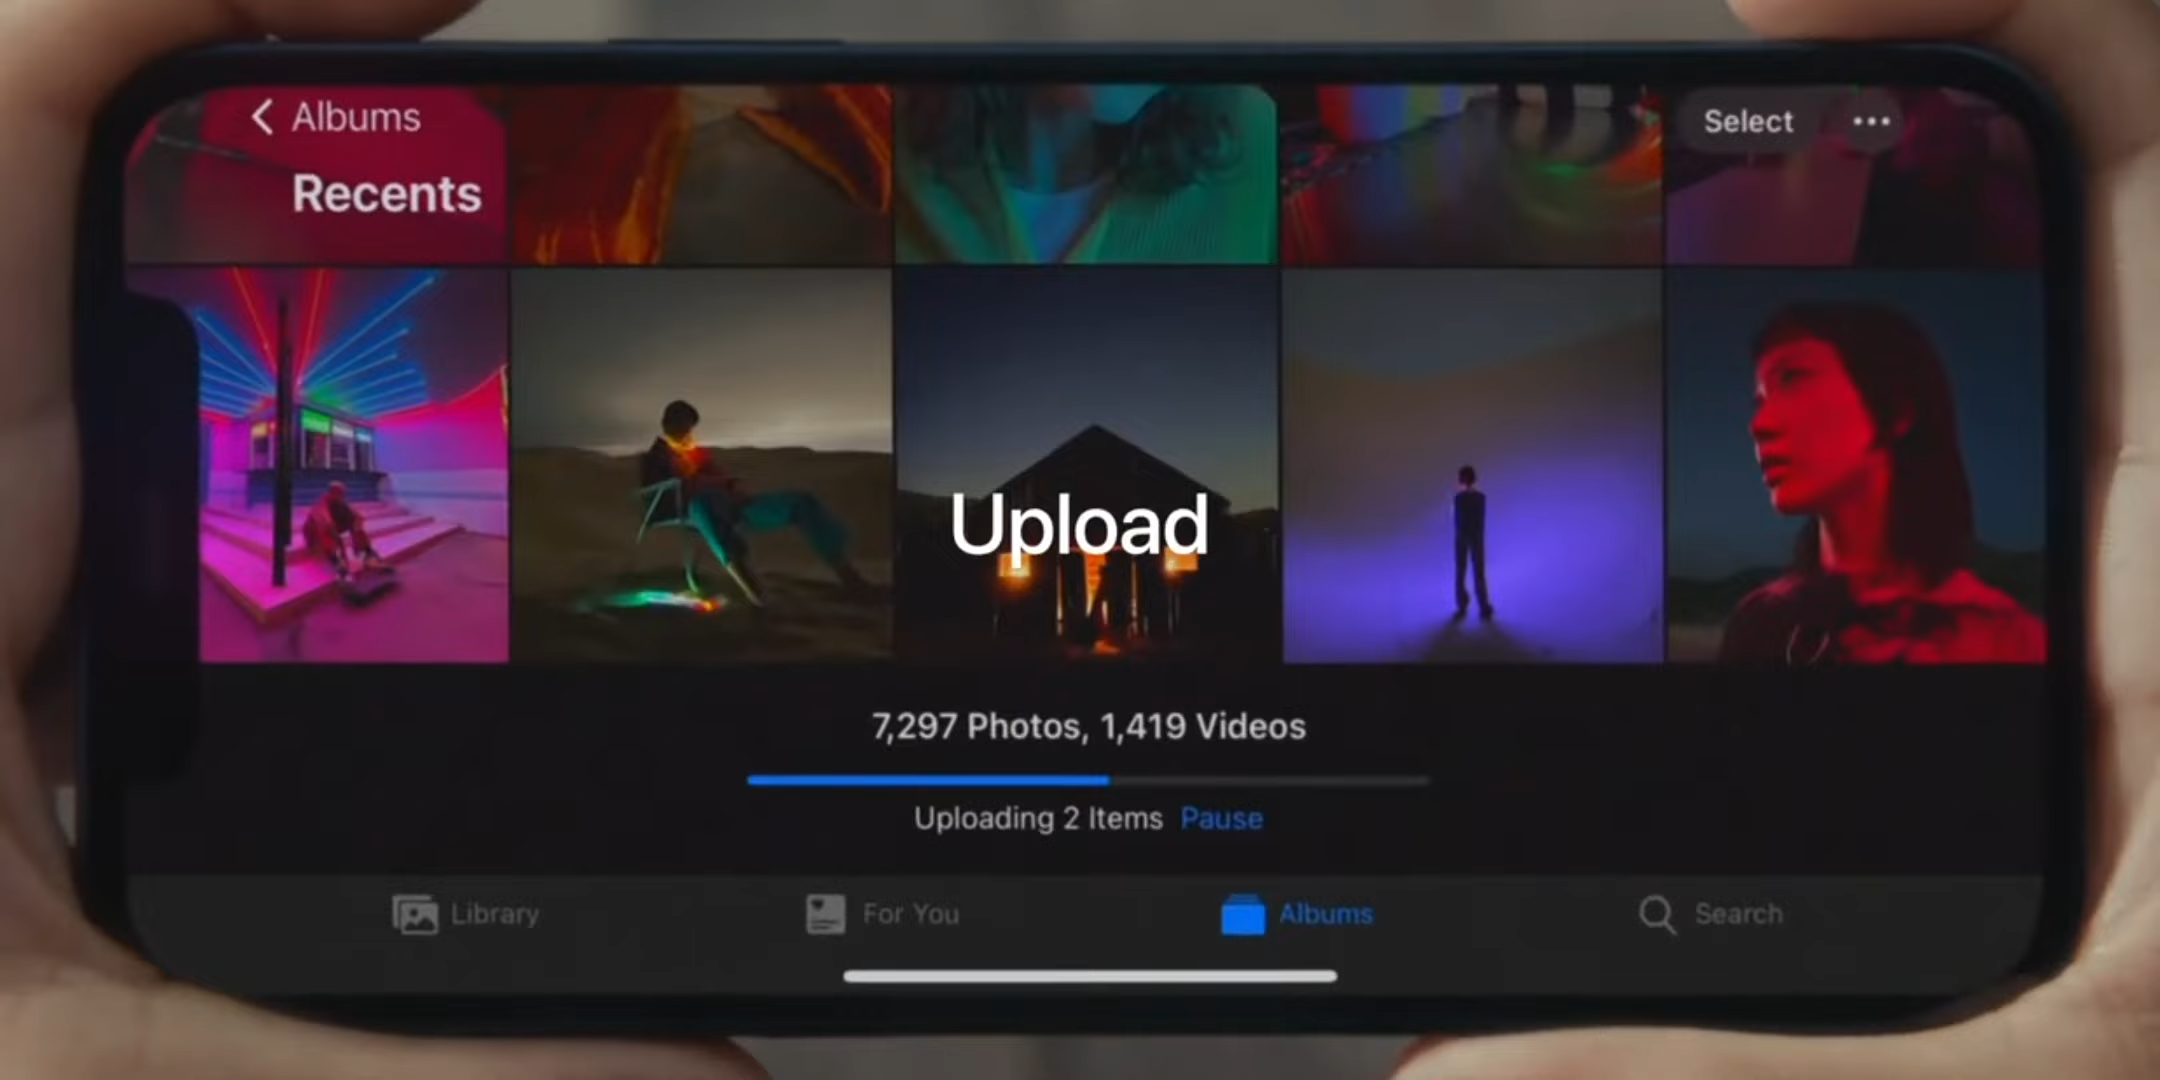 Albums
Select
Recents
Upload
7,297 Photos, 1,419 Videos
Uploading 2 Items Pause
Library
For You
Albums
Search